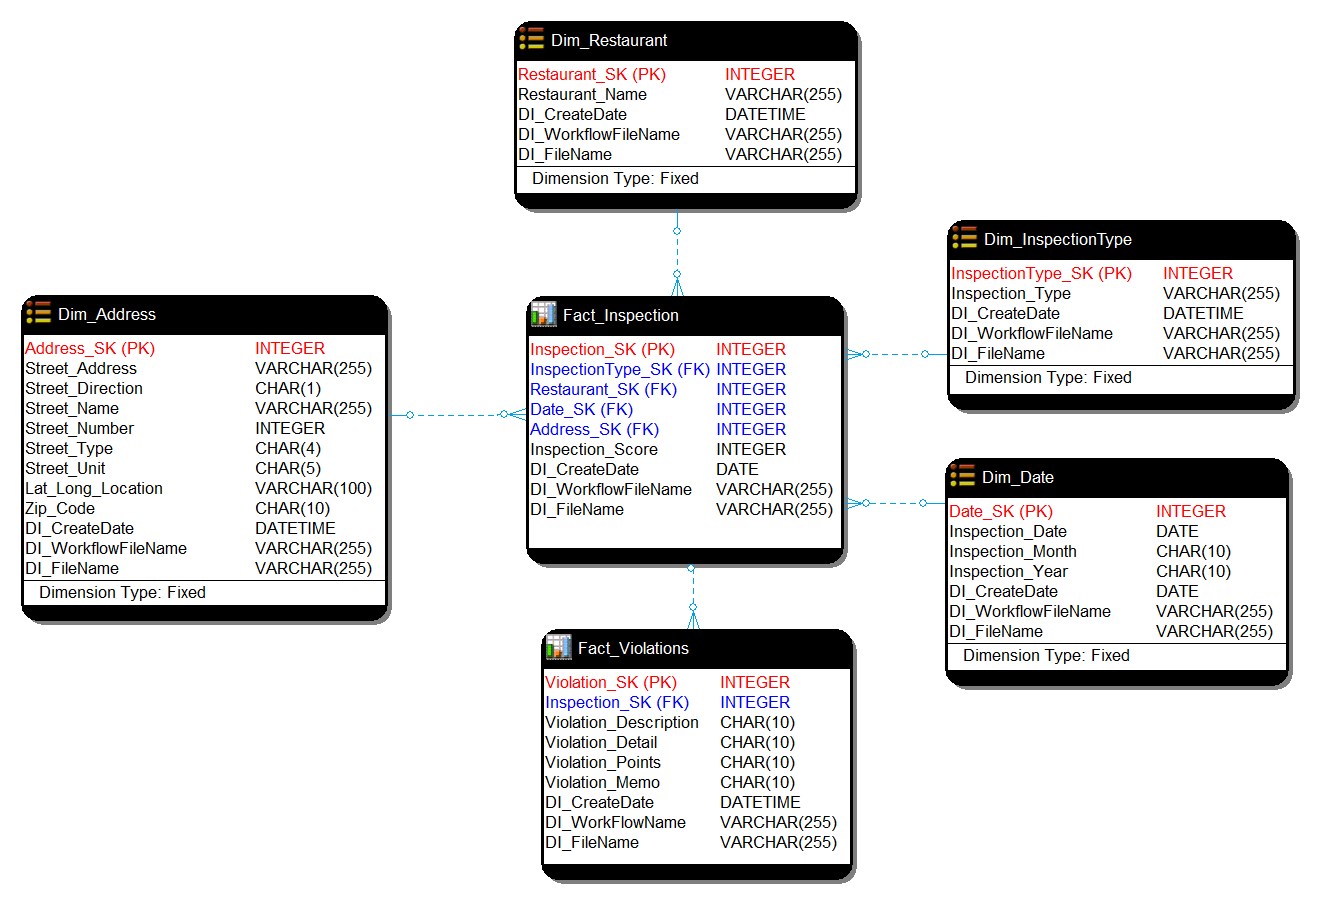 Dim_Restaurant
Restaurant_SK (PK) INTEGER
Restaurant_Name VARCHAR(255)
DI_CreateDate DATETIME
DI_WorkflowFileName VARCHAR(255)
DI_FileName VARCHAR(255)
Dimension Type: Fixed
Dim_InspectionType
InspectionType_SK (PK) INTEGER
Inspection_Type VARCHAR(255)
DI_CreateDate DATETIME
DI_WorkflowFileName VARCHAR(255)
DI_FileName VARCHAR(255)
Dimension Type: Fixed
Dim_Address
Address_SK (PK) INTEGER
Street_Address VARCHAR(255)
Street_Direction CHAR(1)
Street_Name VARCHAR(255)
Street_Number INTEGER
Street_Type CHAR(4)
Street_Unit CHAR(5)
Lat_Long_Location VARCHAR(100)
Zip_Code CHAR(10)
DI_CreateDate DATETIME
DI_WorkflowFileName VARCHAR(255)
DI_FileName VARCHAR(255)
Dimension Type: Fixed
Fact_Inspection
Inspection_SK (PK) INTEGER
InspectionType_SK (FK) INTEGER
Restaurant_SK (FK) INTEGER
Date_SK (FK) INTEGER
Address_SK (FK) INTEGER
Inspection_Score INTEGER
DI_CreateDate DATE
DI_WorkflowFileName VARCHAR(255)
DI_FileName VARCHAR(255)
Dim_Date
Date_SK (PK) INTEGER
Inspection_Date DATE
Inspection_Month CHAR(10)
Inspection_Year CHAR(10)
DI_CreateDate DATE
DI_WorkflowFileName VARCHAR(255)
DI_FileName VARCHAR(255)
Dimension Type: Fixed
Fact_Violations
Violation_SK (PK) INTEGER
Inspection_SK (FK) INTEGER
Violation_Description CHAR(10)
Violation_Detail CHAR(10)
Violation_Points CHAR(10)
Violation_Memo CHAR(10)
DI_CreateDate DATETIME
DI_WorkFlowName VARCHAR(255)
DI_FileName VARCHAR(255)